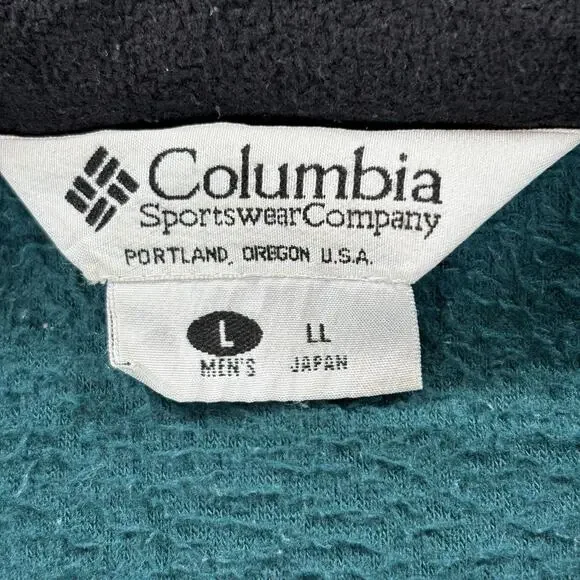 Columbia
SportswearCompany
PORTLAND, OREGON U.S.A.
L LL
MEN'S JAPAN